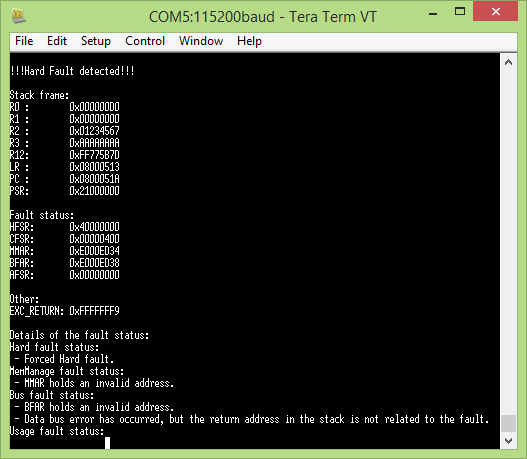 COM5:115200baud - Tera Term VT
File Edit Setup Control Window Help
!!!Hard Fault detected!!!
Stack frame:
R0 : 0x000000D0
R1 : 0x00000000
R2 : 0x01234567
R3 : 0xAAAAAAAA
R12: 0xFF775B7D
LR : 0x08000513
PC : 0x0800051A
PSR: 0x21000000
Fault status:
HFSR: 0x40000000
CFSR: 0x00000400
MMAR: 0xE000ED34
BFAR: 0xE000ED38
AFSR: 0x00000000
Other:
EXC_RETURN: 0xFFFFFFF9
Details of the fault status:
Hard fault status:
- Forced Hard fault.
MemManage fault status:
- MMAR holds an invalid address.
Bus fault status:
- BFAR holds an invalid address.
- Data bus error has occurred, but the return address in the stack is not related to the fault.
Usage fault status: